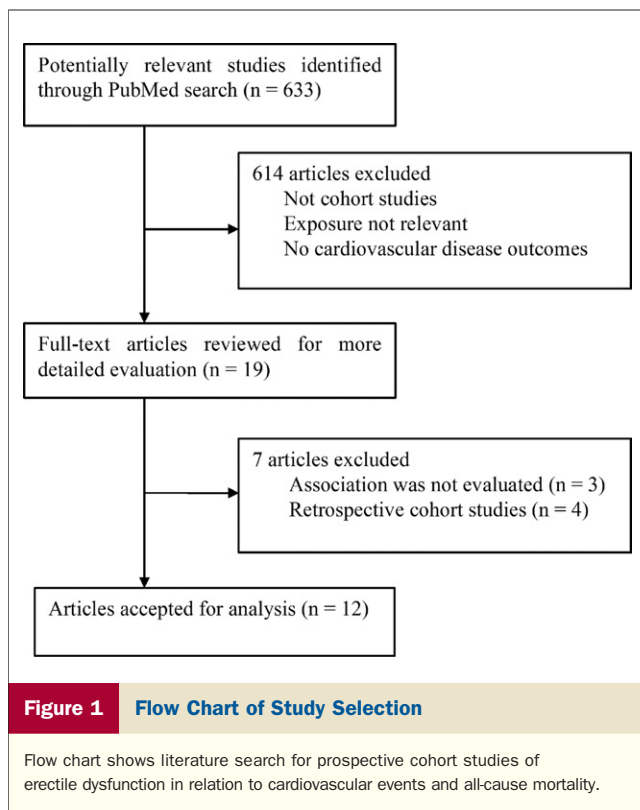 Potentially relevant studies identified
through PubMed search (n = 633)
614 articles excluded
Not cohort studies
Exposure not relevant
No cardiovascular disease outcomes
Full-text articles reviewed for more
detailed evaluation (n = 19)
7 articles excluded
Association was not evaluated (n = 3)
Retrospective cohort studies (n = 4)
Articles accepted for analysis (n = 12)
Figure 1 Flow Chart of Study Selection
Flow chart shows literature search for prospective cohort studies of
erectile dysfunction in relation to cardiovascular events and all-cause mortality.